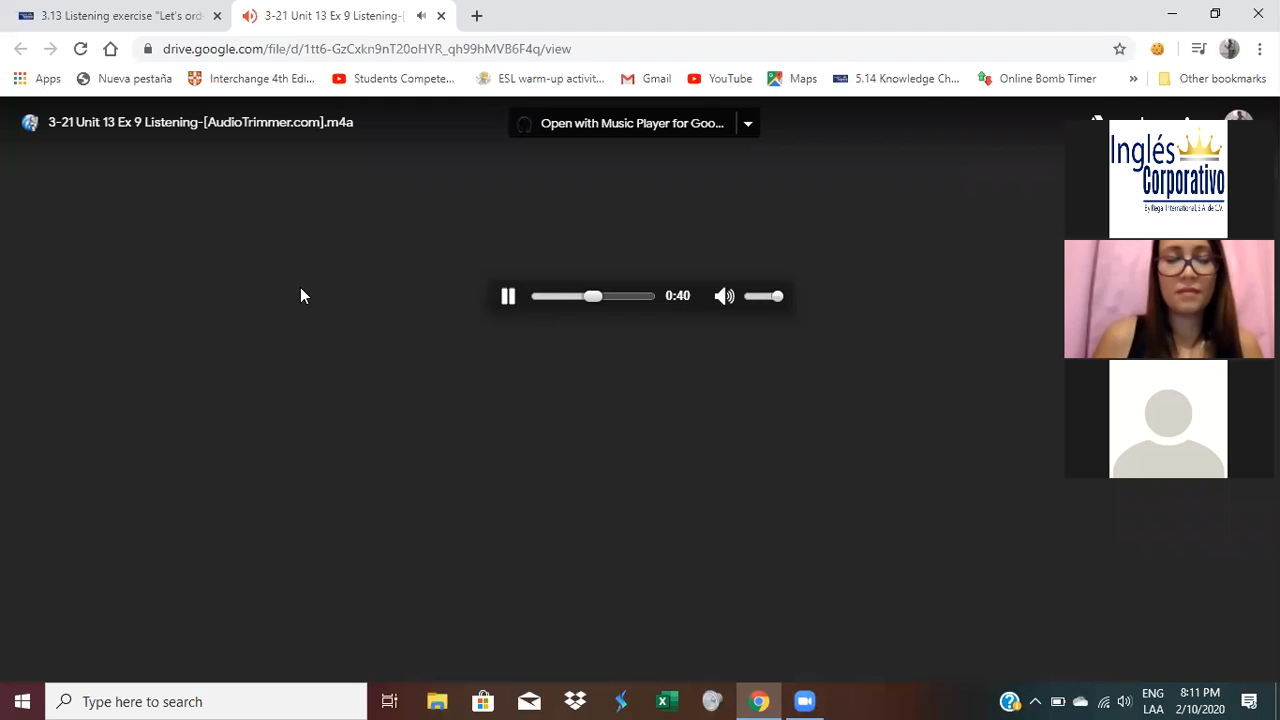 3.13 Listening exercise "Let's ord
3-21 Unit 13 Ex 9 Listening-[
drive.google.com/file/d/1tt6-GzCxkn9nT20oHYR_qh99hMVB6F4q/view
Apps
Nueva pestaña
Interchange 4th Edi...
Students Compete...
ESL warm-up activit...
Gmail
YouTube
Maps
5.14 Knowledge Ch...
Online Bomb Timer
»
Other bookmarks
3-21 Unit 13 Ex 9 Listening-[AudioTrimmer.com].m4a
Open with Music Player for Goo...
Inglés
Corporativo
By Rega International, S.A. de C.V.
0:40
Type here to search
ENG
LAA
8:11 PM
2/10/2020